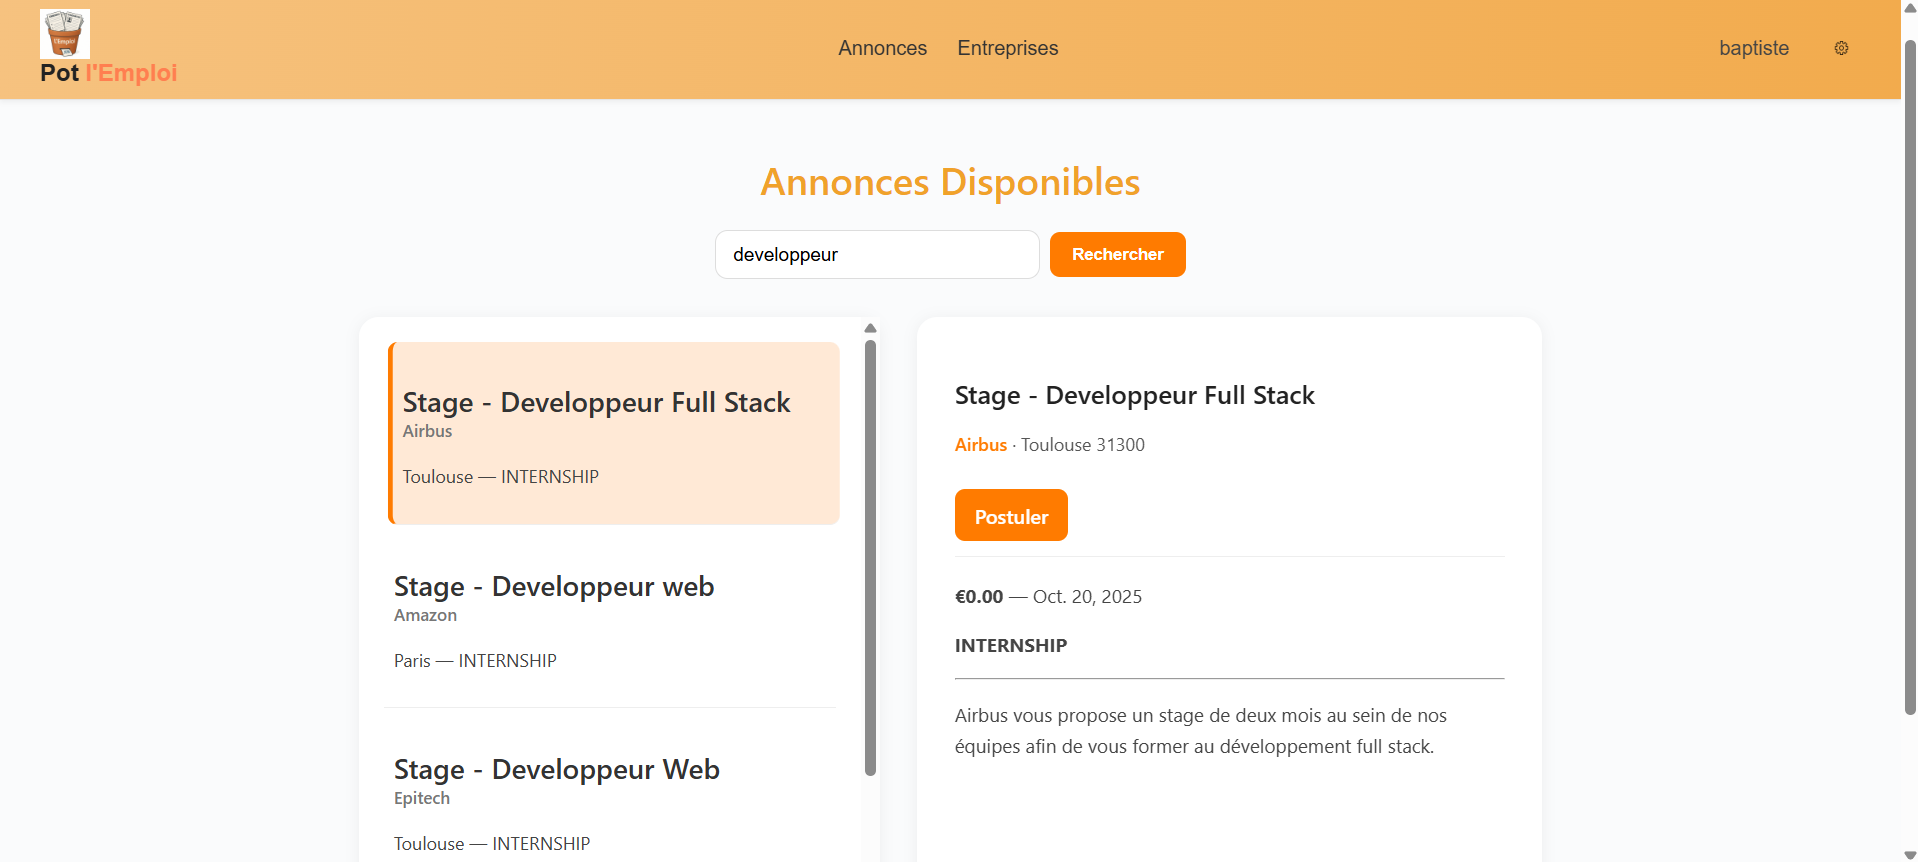 Pot l'Emploi
Annonces Entreprises
baptiste
Annonces Disponibles
developpeur
Rechercher
Stage - Developpeur Full Stack
Airbus
Toulouse — INTERNSHIP
Stage - Developpeur web
Amazon
Paris — INTERNSHIP
Stage - Developpeur Web
Epitech
Toulouse — INTERNSHIP
Stage - Developpeur Full Stack
Airbus · Toulouse 31300
Postuler
€0.00 — Oct. 20, 2025
INTERNSHIP
Airbus vous propose un stage de deux mois au sein de nos
équipes afin de vous former au développement full stack.